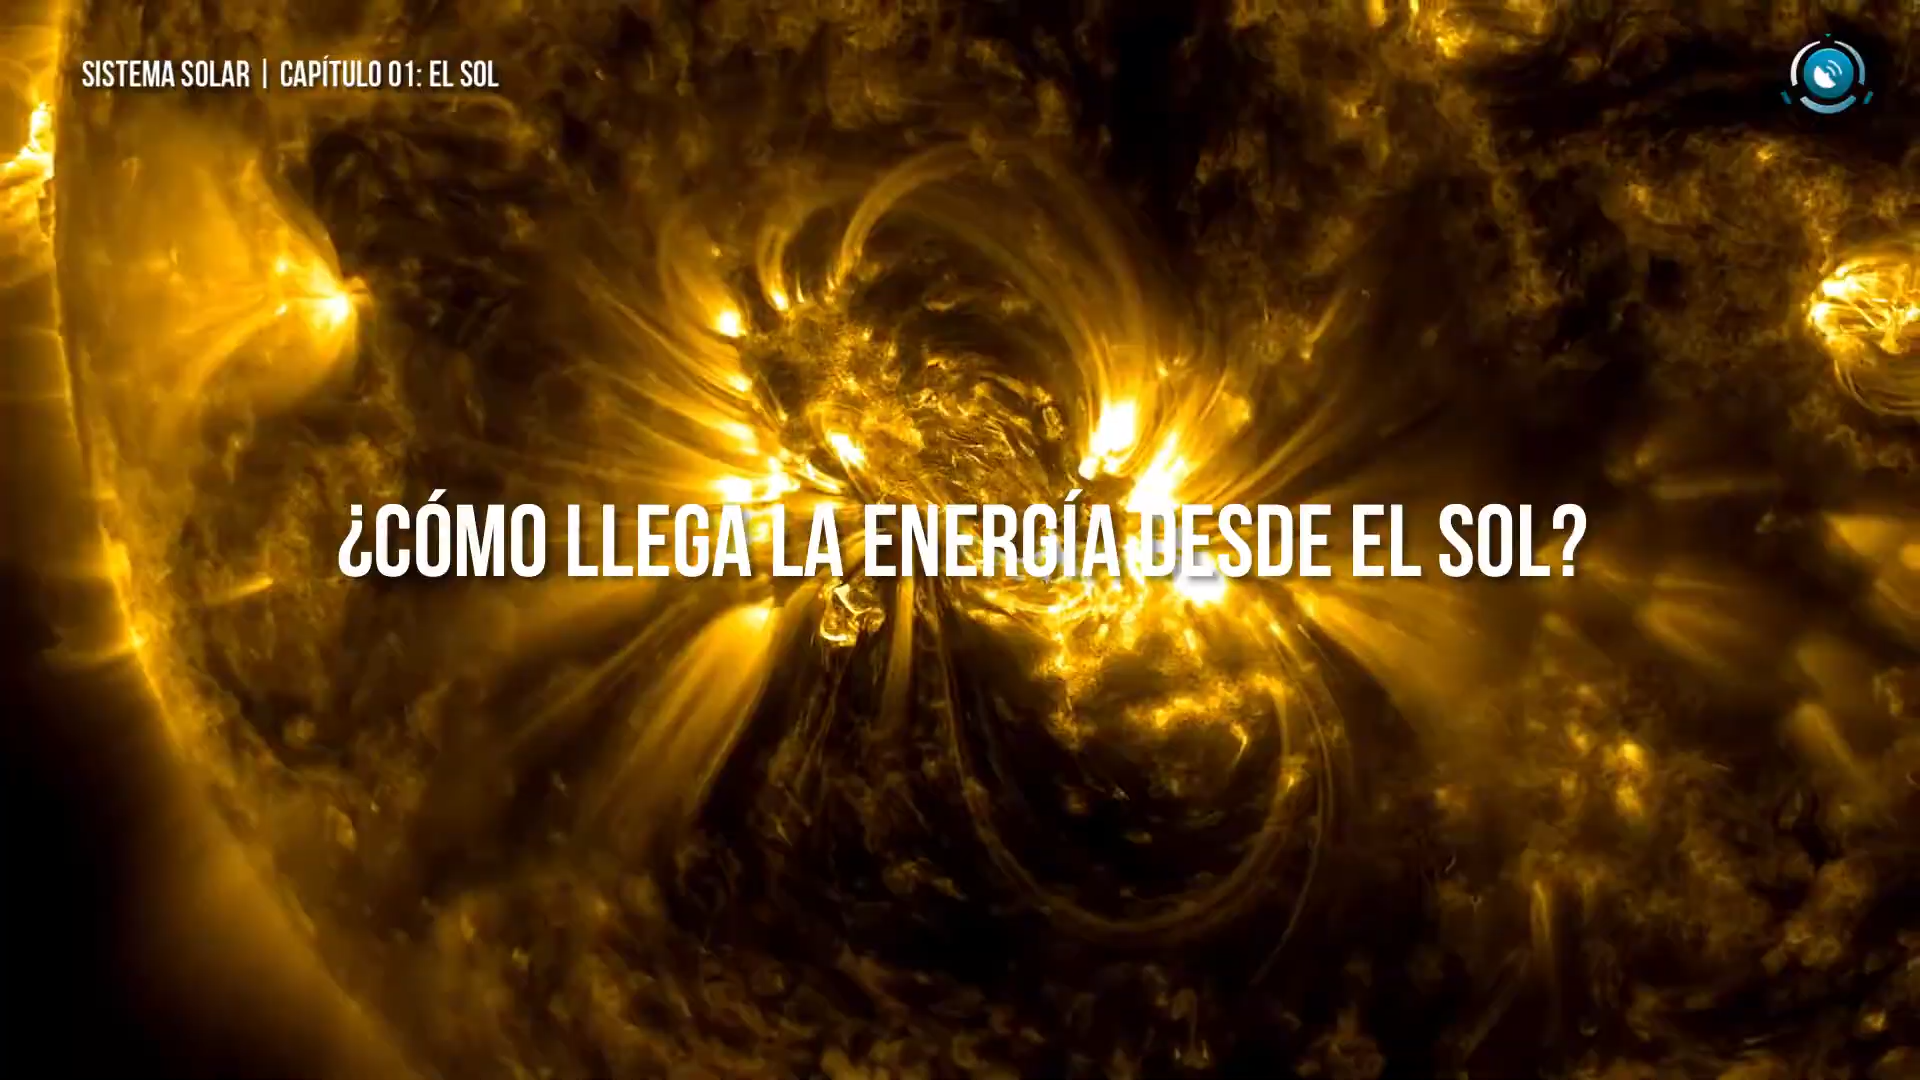 SISTEMA SOLAR | CAPÍTULO 01: EL SOL
¿CÓMO LLEGA LA ENERGÍA DESDE EL SOL?